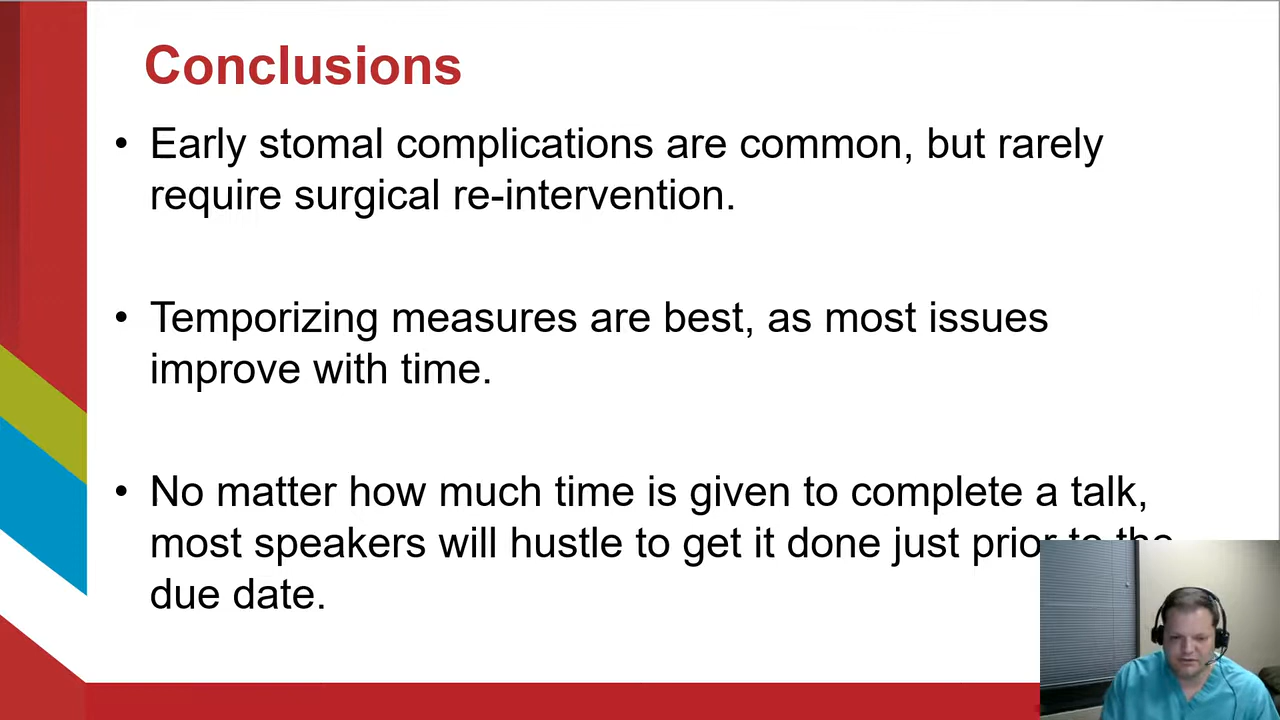 Conclusions
• Early stomal complications are common, but rarely
require surgical re-intervention.
• Temporizing measures are best, as most issues
improve with time.
• No matter how much time is given to complete a talk,
most speakers will hustle to get it done just prior to the
due date.